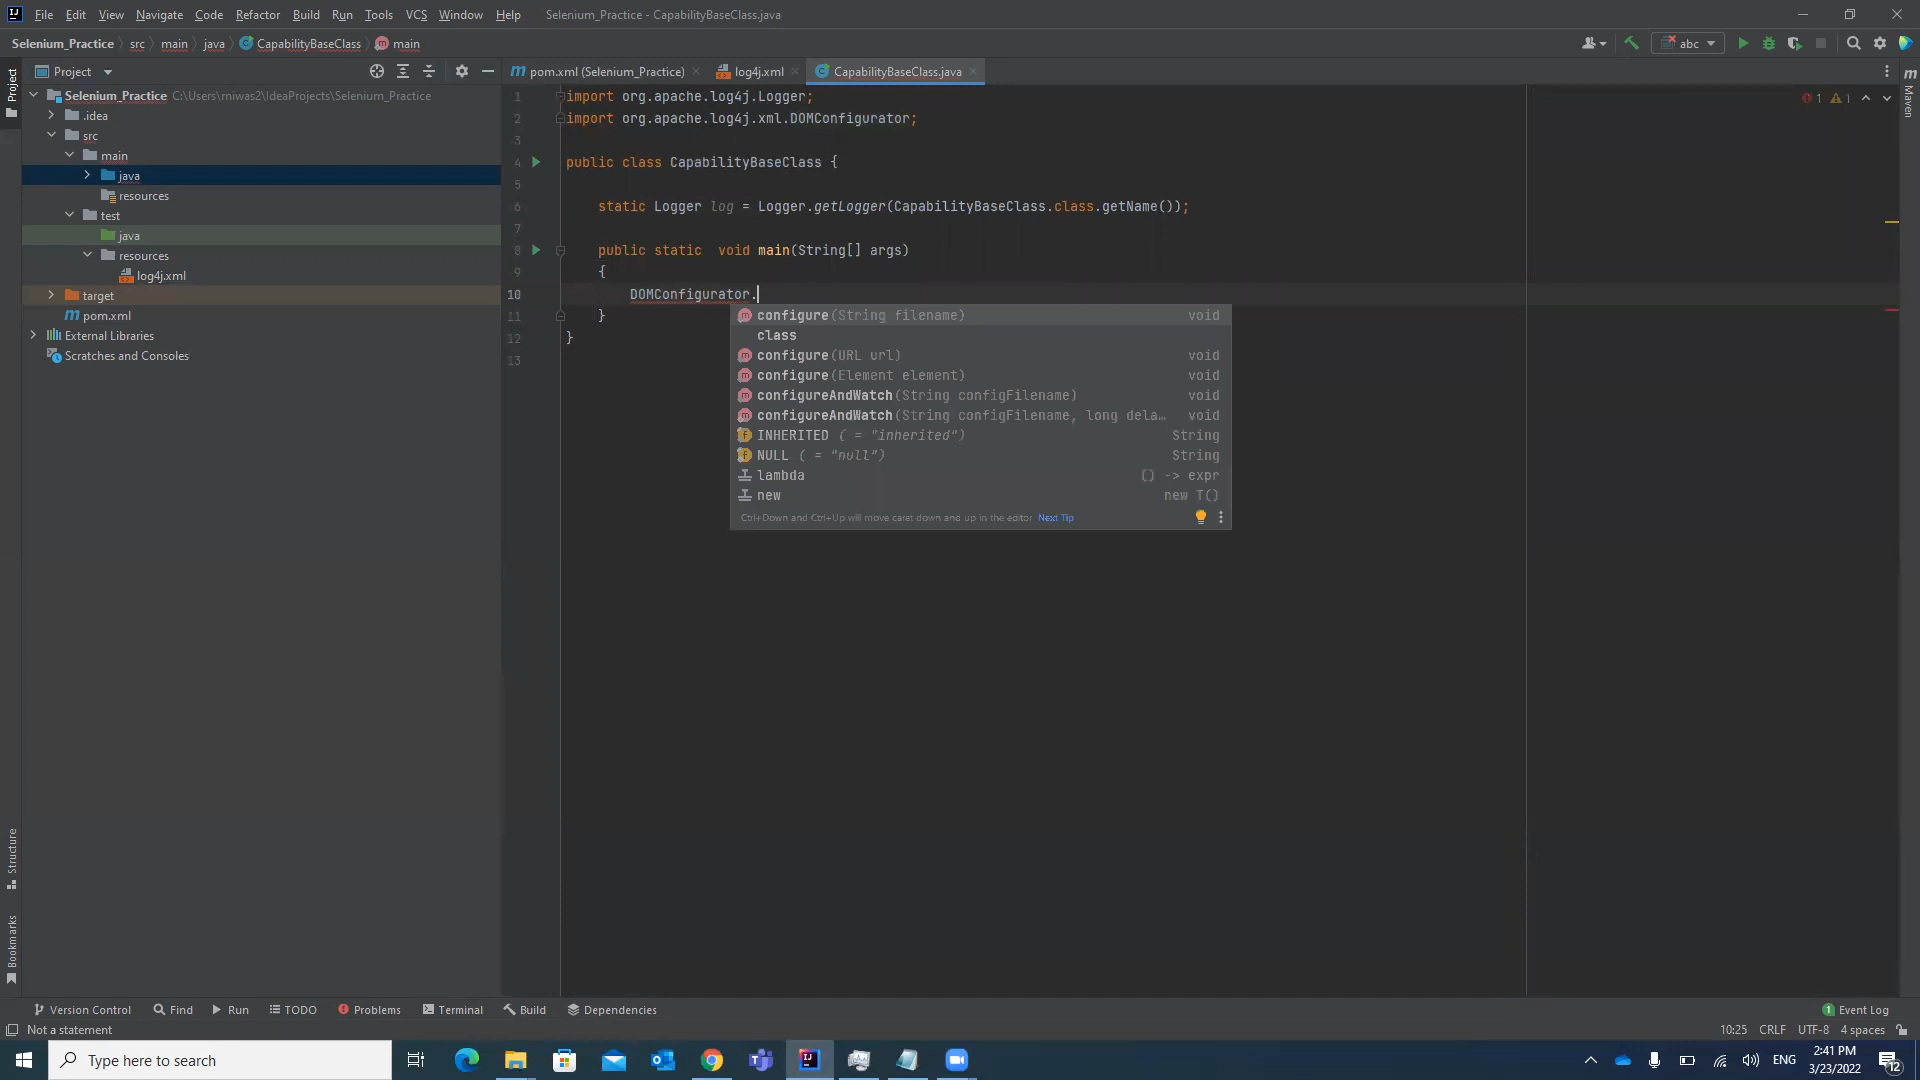 File Edit View Navigate Code Refactor Build Run Tools VCS Window Help Selenium_Practice - CapabilityBaseClass.java
Selenium_Practice src main java CapabilityBaseClass main abc
Project
pom.xml (Selenium_Practice) log4j.xml CapabilityBaseClass.java
Selenium_Practice C:\Users\rniwas2\IdeaProjects\Selenium_Practice
.idea
src
main
java
resources
test
java
resources
log4j.xml
target
pom.xml
External Libraries
Scratches and Consoles
Project
Structure
Bookmarks
Maven
1 1
1 import org.apache.log4j.Logger;
2 import org.apache.log4j.xml.DOMConfigurator;
3
4 public class CapabilityBaseClass {
5
6 static Logger log = Logger.getLogger(CapabilityBaseClass.class.getName());
7
8 public static void main(String[] args)
9 {
10 DOMConfigurator.
11 }
12 }
13
configure(String filename) void
class
configure(URL url) void
configure(Element element) void
configureAndWatch(String configFilename) void
configureAndWatch(String configFilename, long dela… void
INHERITED ( = "inherited") String
NULL ( = "null") String
lambda () -> expr
new new T()
Ctrl+Down and Ctrl+Up will move caret down and up in the editor Next Tip
Version Control Find Run TODO Problems Terminal Build Dependencies 1 Event Log
Not a statement 10:25 CRLF UTF-8 4 spaces
Type here to search ENG 2:41 PM
3/23/2022 12